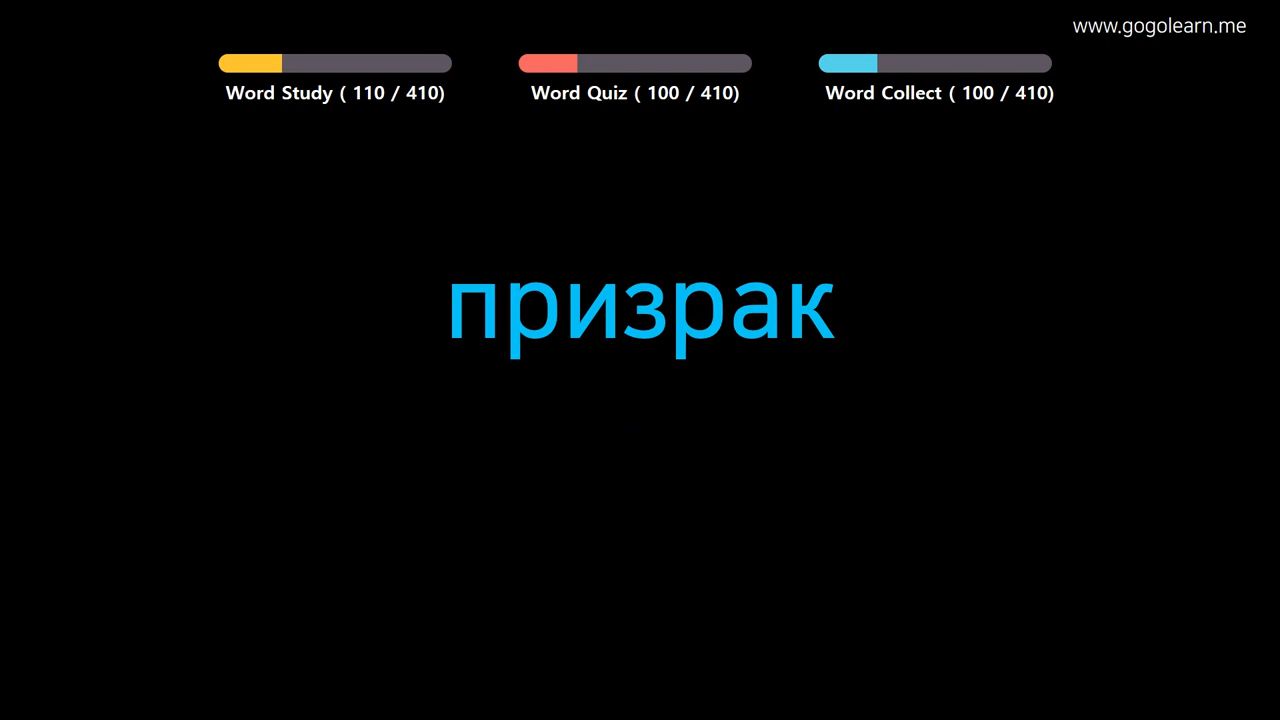 www.gogolearn.me
Word Study ( 110 / 410)
Word Quiz ( 100 / 410)
Word Collect ( 100 / 410)
призрак